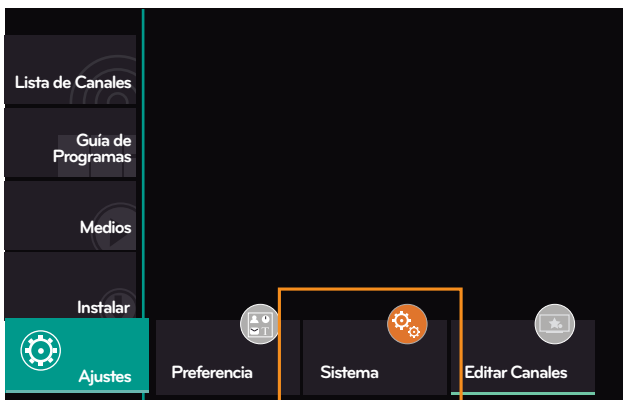 Lista de Canales
Guía de
Programas
Medios
Instalar
Ajustes
Preferencia
Sistema
Editar Canales